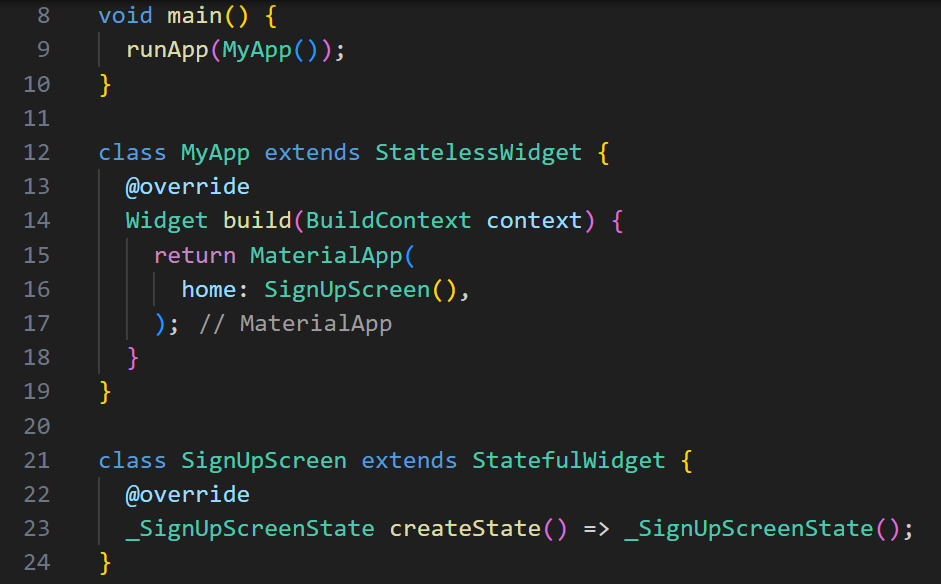 8 void main() {
9 runApp(MyApp());
10 }
11
12 class MyApp extends StatelessWidget {
13 @override
14 Widget build(BuildContext context) {
15 return MaterialApp(
16 home: SignUpScreen(),
17 ); // MaterialApp
18 }
19 }
20
21 class SignUpScreen extends StatefulWidget {
22 @override
23 _SignUpScreenState createState() => _SignUpScreenState();
24 }